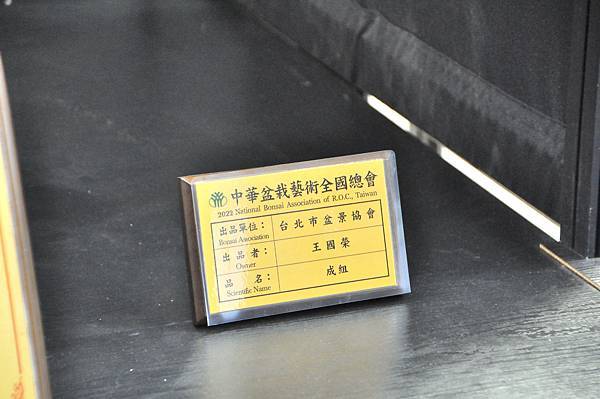 中華盆栽藝術全國總會
2022 National Bonsai Association of R.O.C., Taiwan
出品單位： 台北市盆景協會
Bonsai Association
出品者： 王國榮
Owner
品名： 成組
Scientific Name